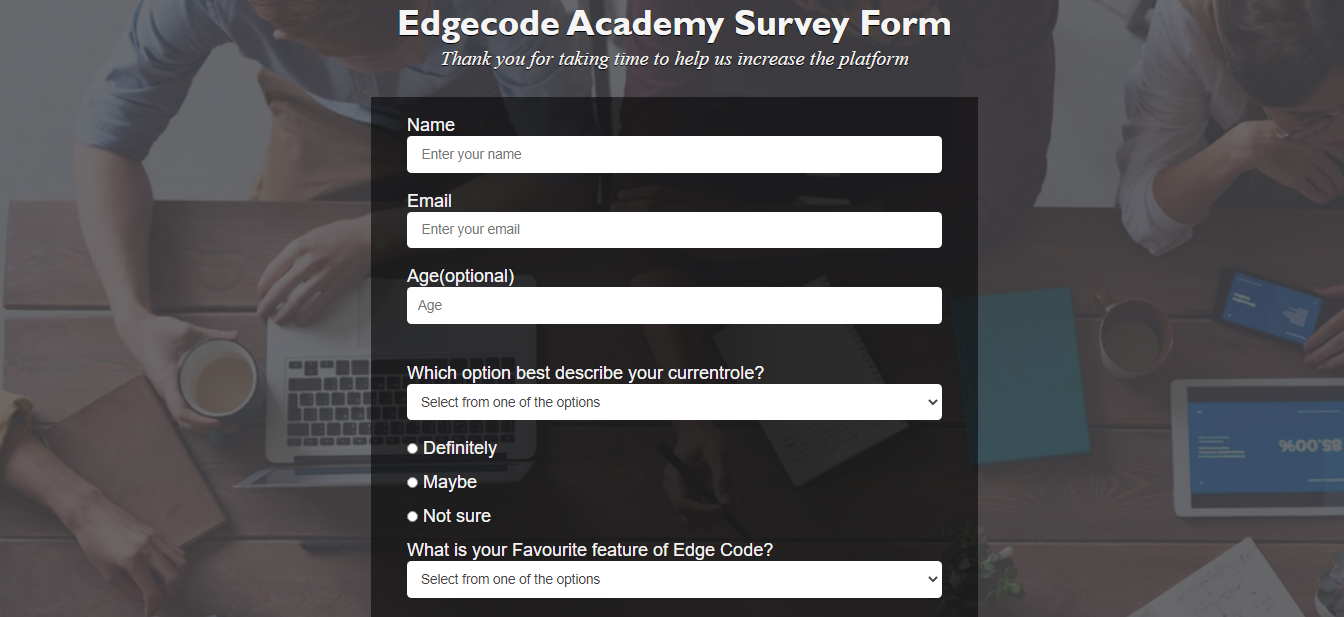 Edgecode Academy Survey Form
Thank you for taking time to help us increase the platform
Name
Enter your name
Email
Enter your email
Age(optional)
Age
Which option best describe your currentrole?
Select from one of the options
Definitely
Maybe
Not sure
What is your Favourite feature of Edge Code?
Select from one of the options
85.00%